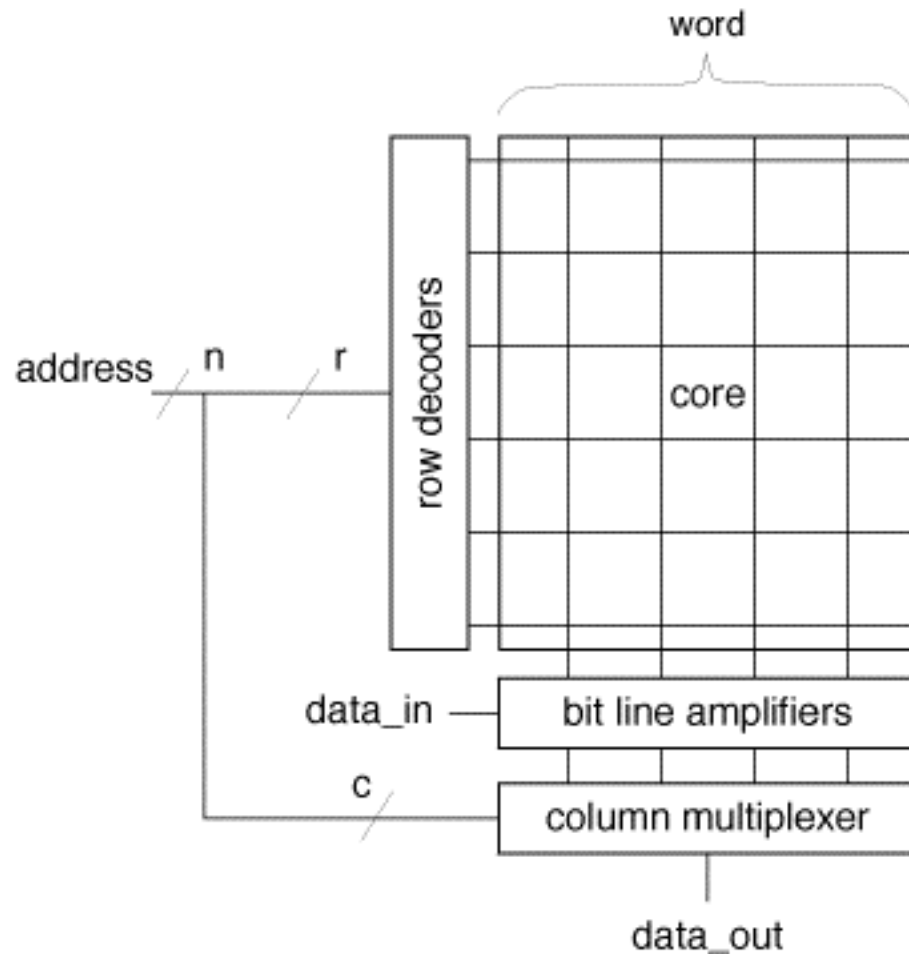 word
row decoders
address
n
r
core
data_in
bit line amplifiers
c
column multiplexer
data_out